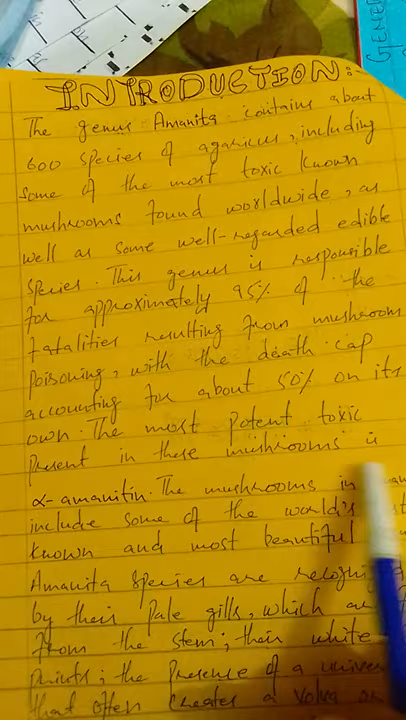 GENE
INTRODUCTION:-
The genus Amanita contains about
600 species of agarics, including
some of the most toxic known
mushrooms found worldwide, as
well as some well-regarded edible
species. This genus is responsible
for approximately 95% of the
fatalities resulting from mushroom
poisoning, with the death cap
accounting for about 50% on its
own. The most potent toxic
present in these mushrooms is
α-amanitin. The mushrooms in
include some of the world's
known and most beautiful
Amanita species are
by their pale gills, which
from the stem; their white
prints; the presence of a
that often creates a volva